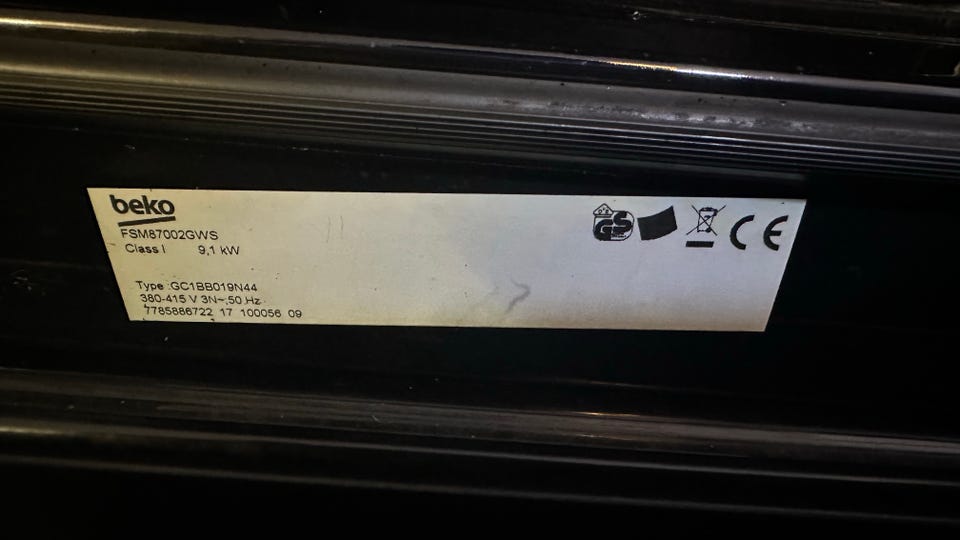 beko
FSM87002GWS
Class I 9,1 kW
Type :GC1BB019N44
380-415 V 3N~,50 Hz
7785886722 17 100056 09
GS
CE